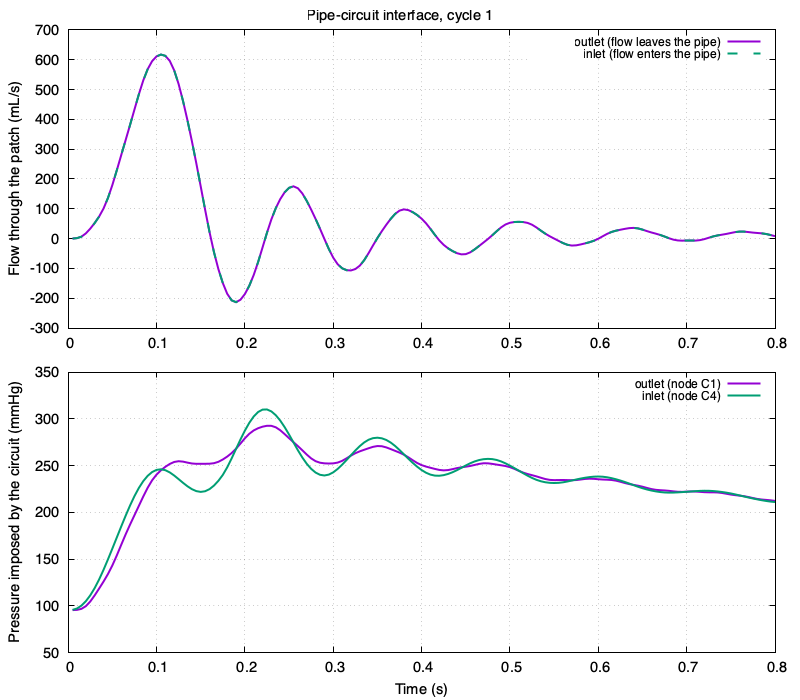 Pipe-circuit interface, cycle 1
outlet (flow leaves the pipe)
inlet (flow enters the pipe)
Flow through the patch (mL/s)
700
600
500
400
300
200
100
0
-100
-200
-300
0 0.1 0.2 0.3 0.4 0.5 0.6 0.7 0.8
outlet (node C1)
inlet (node C4)
Pressure imposed by the circuit (mmHg)
350
300
250
200
150
100
50
0 0.1 0.2 0.3 0.4 0.5 0.6 0.7 0.8
Time (s)